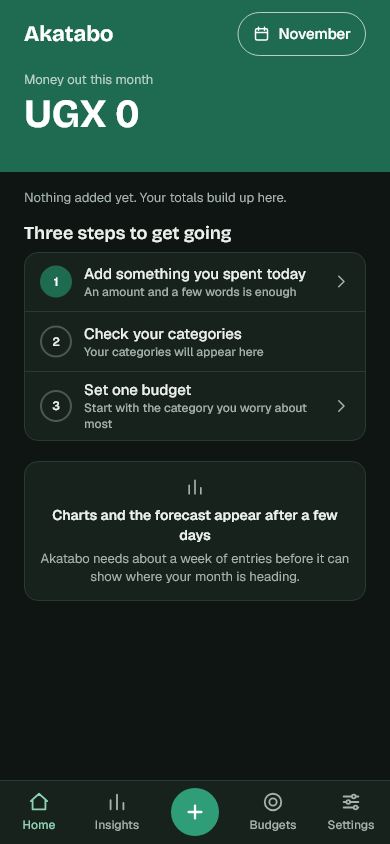 Akatabo
November
Money out this month
UGX 0
Nothing added yet. Your totals build up here.
Three steps to get going
1
Add something you spent today
An amount and a few words is enough
2
Check your categories
Your categories will appear here
3
Set one budget
Start with the category you worry about
most
Charts and the forecast appear after a few
days
Akatabo needs about a week of entries before it can
show where your month is heading.
Home
Insights
Budgets
Settings